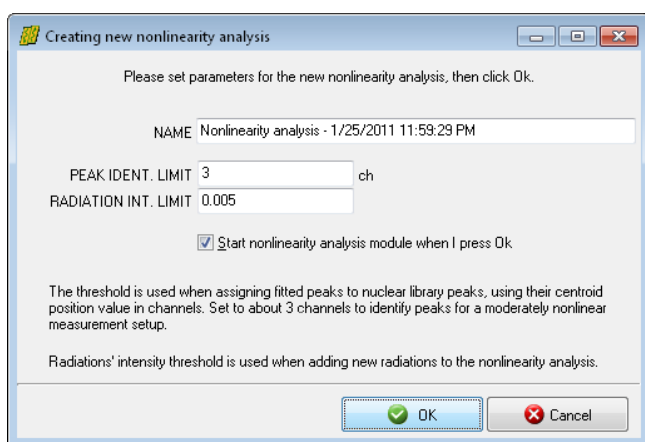 Creating new nonlinearity analysis
Please set parameters for the new nonlinearity analysis, then click Ok.
NAME Nonlinearity analysis - 1/25/2011 11:59:29 PM
PEAK IDENT. LIMIT 3 ch
RADIATION INT. LIMIT 0.005
Start nonlinearity analysis module when I press Ok
The threshold is used when assigning fitted peaks to nuclear library peaks, using their centroid
position value in channels. Set to about 3 channels to identify peaks for a moderately nonlinear
measurement setup.
Radiations' intensity threshold is used when adding new radiations to the nonlinearity analysis.
OK Cancel